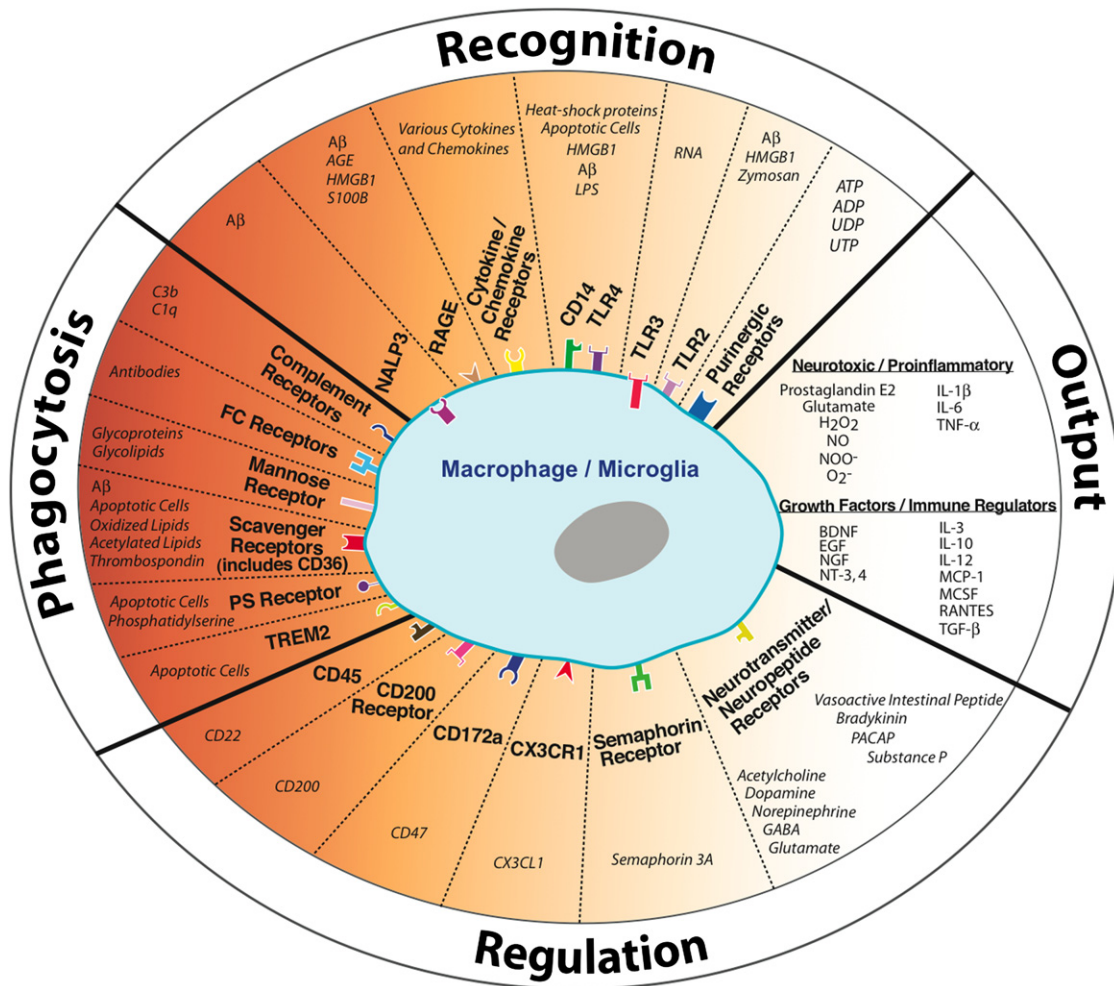 Recognition
Heat-shock proteins
Apoptotic Cells
HMGB1
Aβ
LPS
Various Cytokines
and Chemokines
RNA
Aβ
HMGB1
Zymosan
Aβ
AGE
HMGB1
S100B
ATP
ADP
UDP
UTP
Aβ
NALP3
RAGE
Cytokine/
Chemokine
Receptors
CD14
TLR4
TLR3
TLR2
Purinergic
Receptors
Phagocytosis
C3b
C1q
Complement
Receptors
Antibodies
FC Receptors
Glycoproteins
Glycolipids
Mannose
Receptor
Aβ
Apoptotic Cells
Oxidized Lipids
Acetylated Lipids
Thrombospondin
Scavenger
Receptors
(includes CD36)
Apoptotic Cells
Phosphatidylserine
PS Receptor
Apoptotic Cells
TREM2
Macrophage / Microglia
Output
Neurotoxic / Proinflammatory
Prostaglandin E2
Glutamate
H₂O₂
NO
NOO⁻
O₂⁻
IL-1β
IL-6
TNF-α
Growth Factors / Immune Regulators
BDNF
EGF
NGF
NT-3, 4
IL-3
IL-10
IL-12
MCP-1
MCSF
RANTES
TGF-β
CD45
CD200
Receptor
CD172a
CX3CR1
Semaphorin
Receptor
Neurotransmitter/
Neuropeptide
Receptors
CD22
CD200
CD47
CX3CL1
Semaphorin 3A
Vasoactive Intestinal Peptide
Bradykinin
PACAP
Substance P
Acetylcholine
Dopamine
Norepinephrine
GABA
Glutamate
Regulation